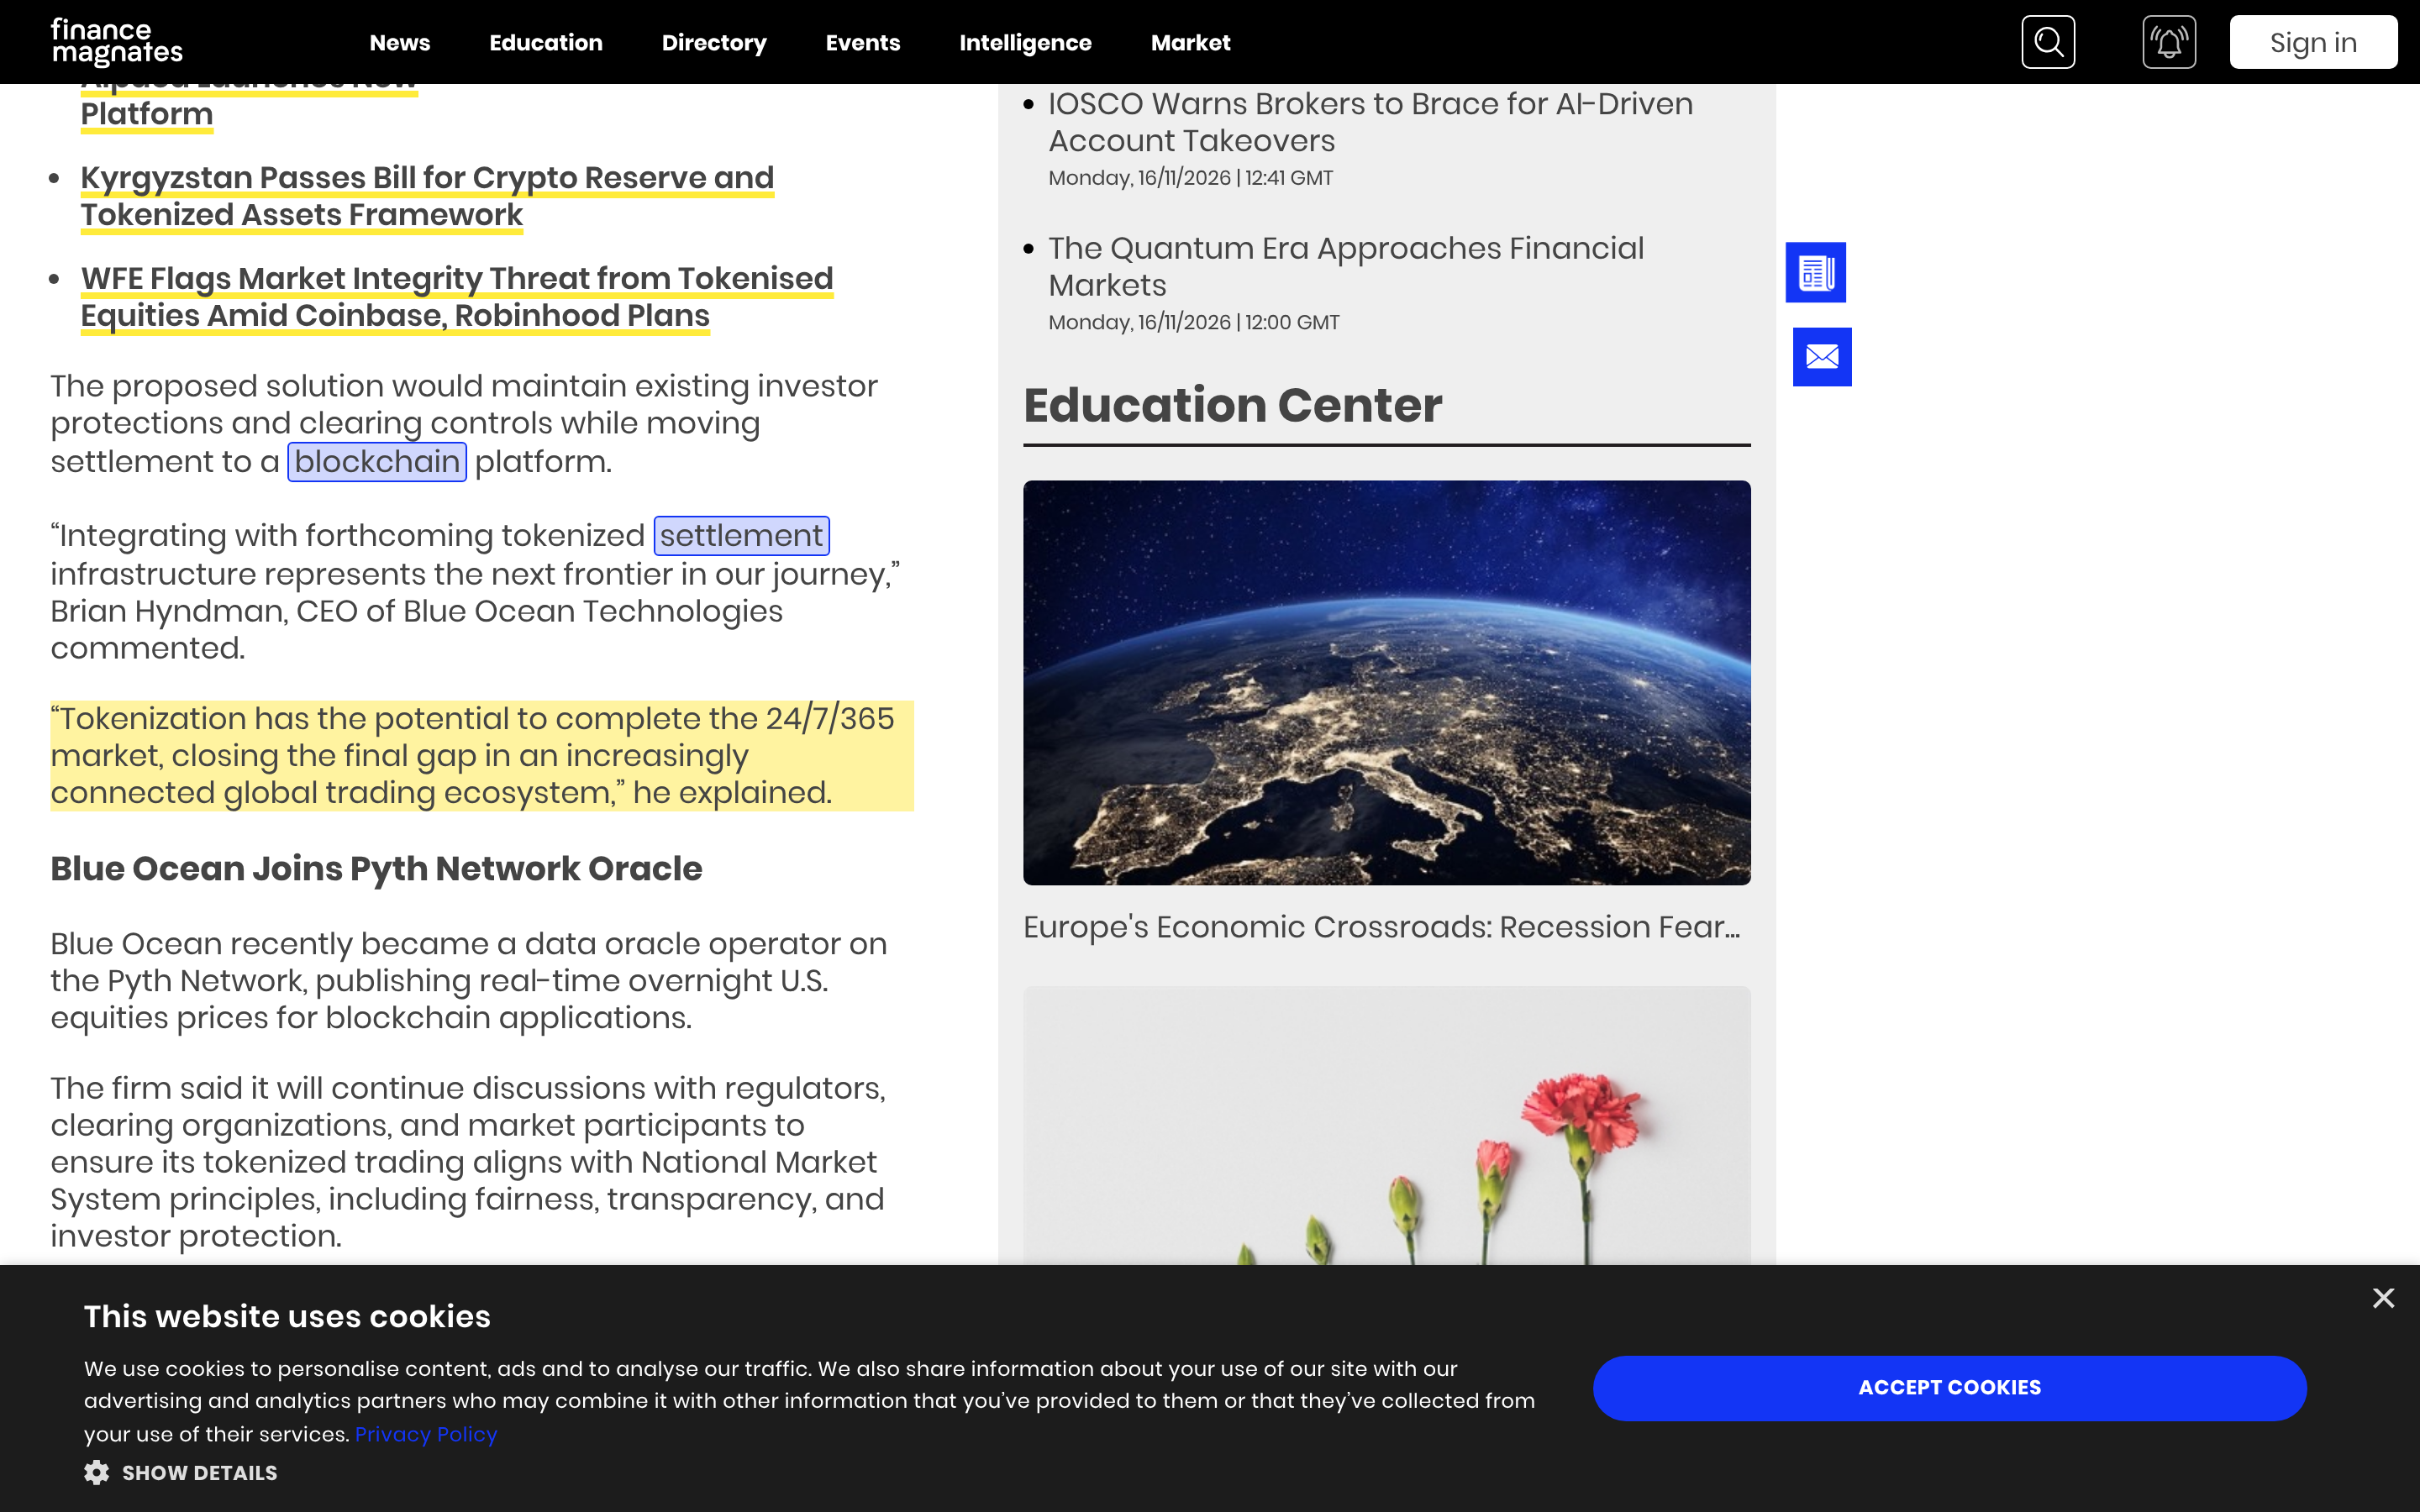 finance
magnates
News
Education
Directory
Events
Intelligence
Market
Sign in
Alpaca Launches New
Platform
Kyrgyzstan Passes Bill for Crypto Reserve and
Tokenized Assets Framework
WFE Flags Market Integrity Threat from Tokenised
Equities Amid Coinbase, Robinhood Plans
The proposed solution would maintain existing investor
protections and clearing controls while moving
settlement to a blockchain platform.
“Integrating with forthcoming tokenized settlement
infrastructure represents the next frontier in our journey,”
Brian Hyndman, CEO of Blue Ocean Technologies
commented.
“Tokenization has the potential to complete the 24/7/365
market, closing the final gap in an increasingly
connected global trading ecosystem,” he explained.
Blue Ocean Joins Pyth Network Oracle
Blue Ocean recently became a data oracle operator on
the Pyth Network, publishing real-time overnight U.S.
equities prices for blockchain applications.
The firm said it will continue discussions with regulators,
clearing organizations, and market participants to
ensure its tokenized trading aligns with National Market
System principles, including fairness, transparency, and
investor protection.
IOSCO Warns Brokers to Brace for AI-Driven
Account Takeovers
Monday, 16/11/2026 | 12:41 GMT
The Quantum Era Approaches Financial
Markets
Monday, 16/11/2026 | 12:00 GMT
Education Center
Europe's Economic Crossroads: Recession Fear...
This website uses cookies
We use cookies to personalise content, ads and to analyse our traffic. We also share information about your use of our site with our
advertising and analytics partners who may combine it with other information that you’ve provided to them or that they’ve collected from
your use of their services. Privacy Policy
SHOW DETAILS
ACCEPT COOKIES